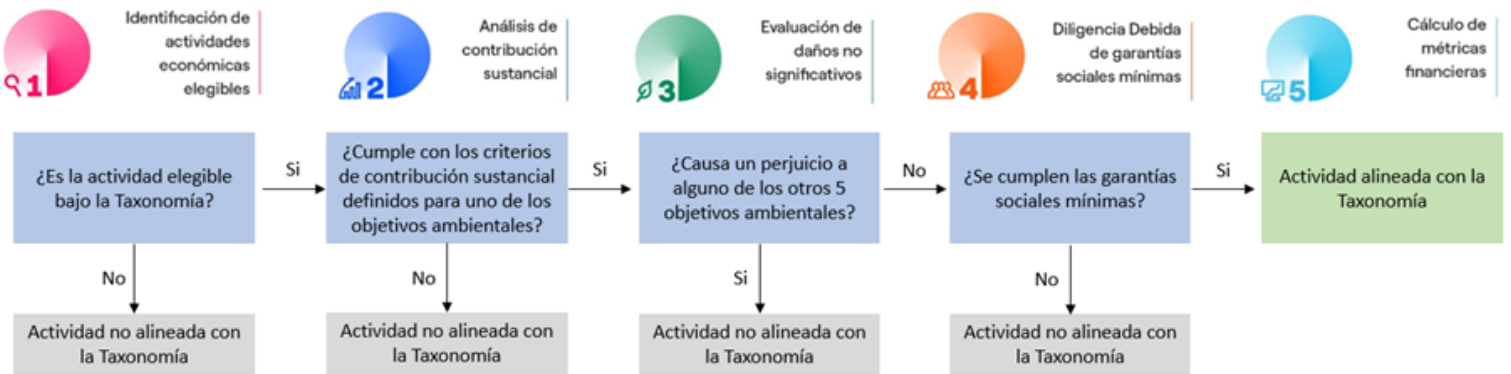 Identificación de
actividades
económicas
elegibles
1
Análisis de
contribución
sustancial
2
Evaluación de
daños no
significativos
3
Diligencia Debida
de garantías
sociales mínimas
4
Cálculo de
métricas
financieras
5
¿Es la actividad elegible
bajo la Taxonomía?
Si
¿Cumple con los criterios
de contribución sustancial
definidos para uno de los
objetivos ambientales?
Si
¿Causa un perjuicio a
alguno de los otros 5
objetivos ambientales?
No
¿Se cumplen las garantías
sociales mínimas?
Si
Actividad alineada con la
Taxonomía
No
No
Si
No
Actividad no alineada con
la Taxonomía
Actividad no alineada con
la Taxonomía
Actividad no alineada con
la Taxonomía
Actividad no alineada con
la Taxonomía